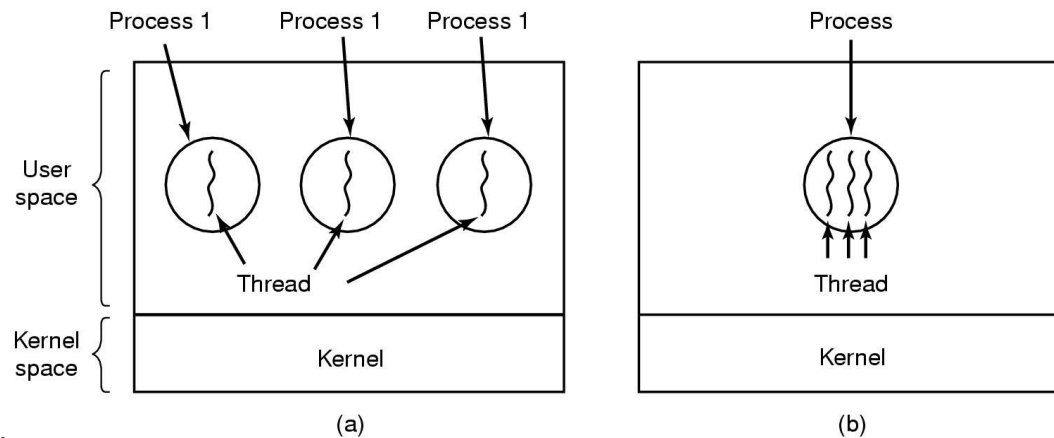 Process 1 Process 1 Process 1 Process
User
space
Thread Thread
Kernel
space
Kernel Kernel
(a) (b)